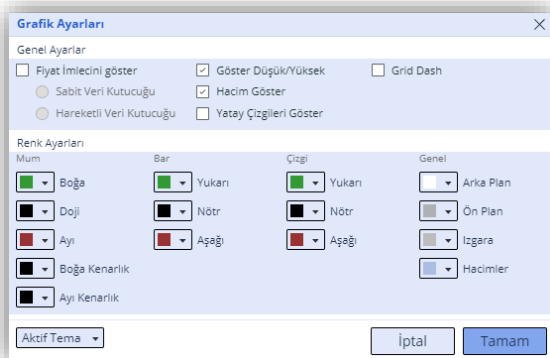 Grafik Ayarları
Genel Ayarlar
Fiyat İmlecini göster Göster Düşük/Yüksek Grid Dash
Sabit Veri Kutucuğu Hacim Göster
Hareketli Veri Kutucuğu Yatay Çizgileri Göster
Renk Ayarları
Mum Bar Çizgi Genel
Boğa Yukarı Yukarı Arka Plan
Doji Nötr Nötr Ön Plan
Ayı Aşağı Aşağı Izgara
Boğa Kenarlık Hacimler
Ayı Kenarlık
Aktif Tema İptal Tamam